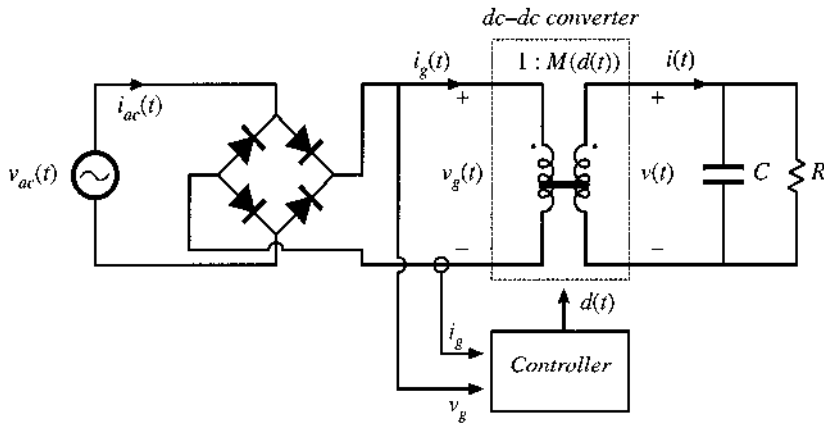 dc–dc converter
1 : M(d(t))
i_g(t)
i(t)
i_ac(t)
+
+
v_ac(t)
v_g(t)
v(t)
C
R
–
–
d(t)
i_g
Controller
v_g